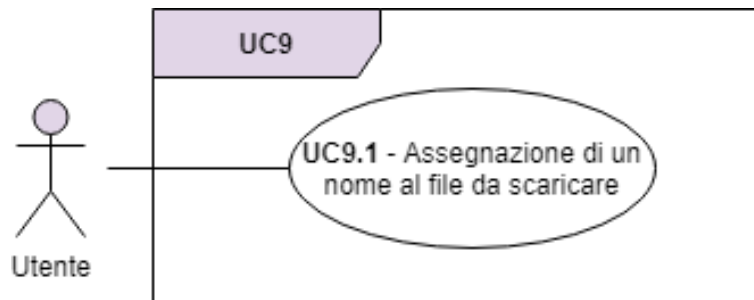 UC9
UC9.1 - Assegnazione di un
nome al file da scaricare
Utente